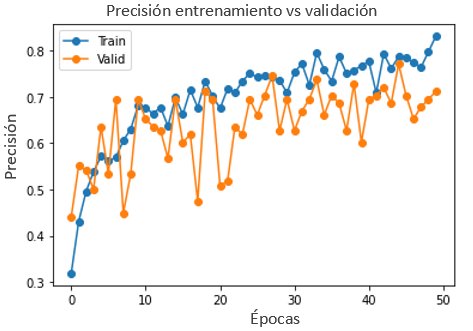 Precisión entrenamiento vs validación
Train
Valid
Precisión
0.8
0.7
0.6
0.5
0.4
0.3
0
10
20
30
40
50
Épocas